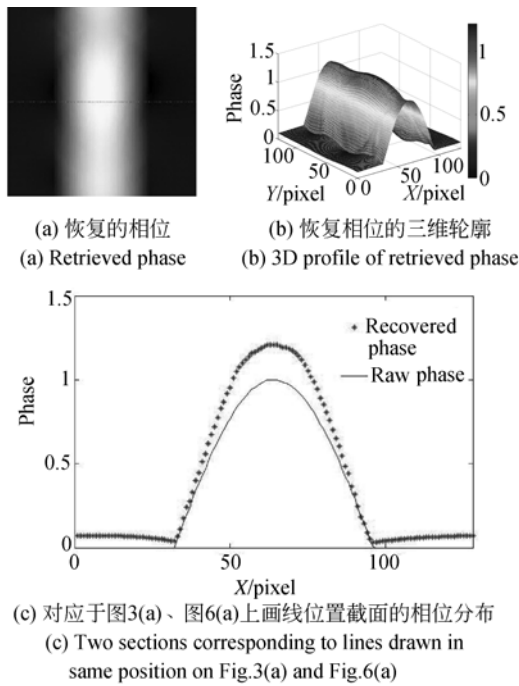 1.5
1
0.5
0
Phase
100
50
0
Y/pixel
0
50
100
X/pixel
1
0.5
0
(a) 恢复的相位
(a) Retrieved phase
(b) 恢复相位的三维轮廓
(b) 3D profile of retrieved phase
1.5
1
0.5
0
Phase
Recovered
phase
Raw phase
0
50
100
X/pixel
(c) 对应于图3(a)、图6(a)上画线位置截面的相位分布
(c) Two sections corresponding to lines drawn in
same position on Fig.3(a) and Fig.6(a)